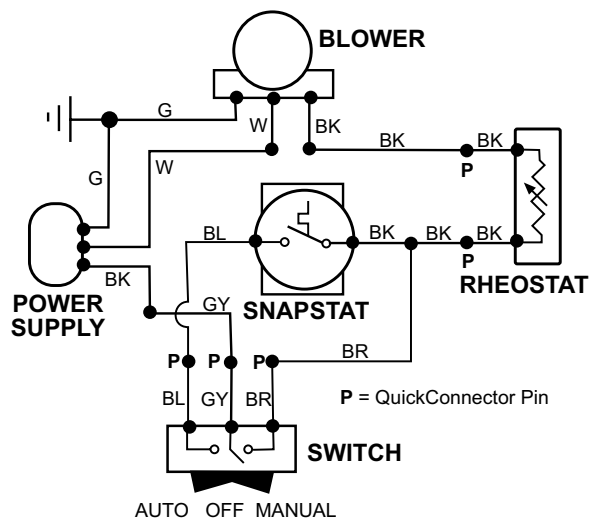 BLOWER
G
W
BK
BK
BK
P
G
W
BL
BK
BK
BK
P
BK
GY
SNAPSTAT
RHEOSTAT
POWER
SUPPLY
BR
P
P
P
BL
GY
BR
P = QuickConnector Pin
SWITCH
AUTO OFF MANUAL